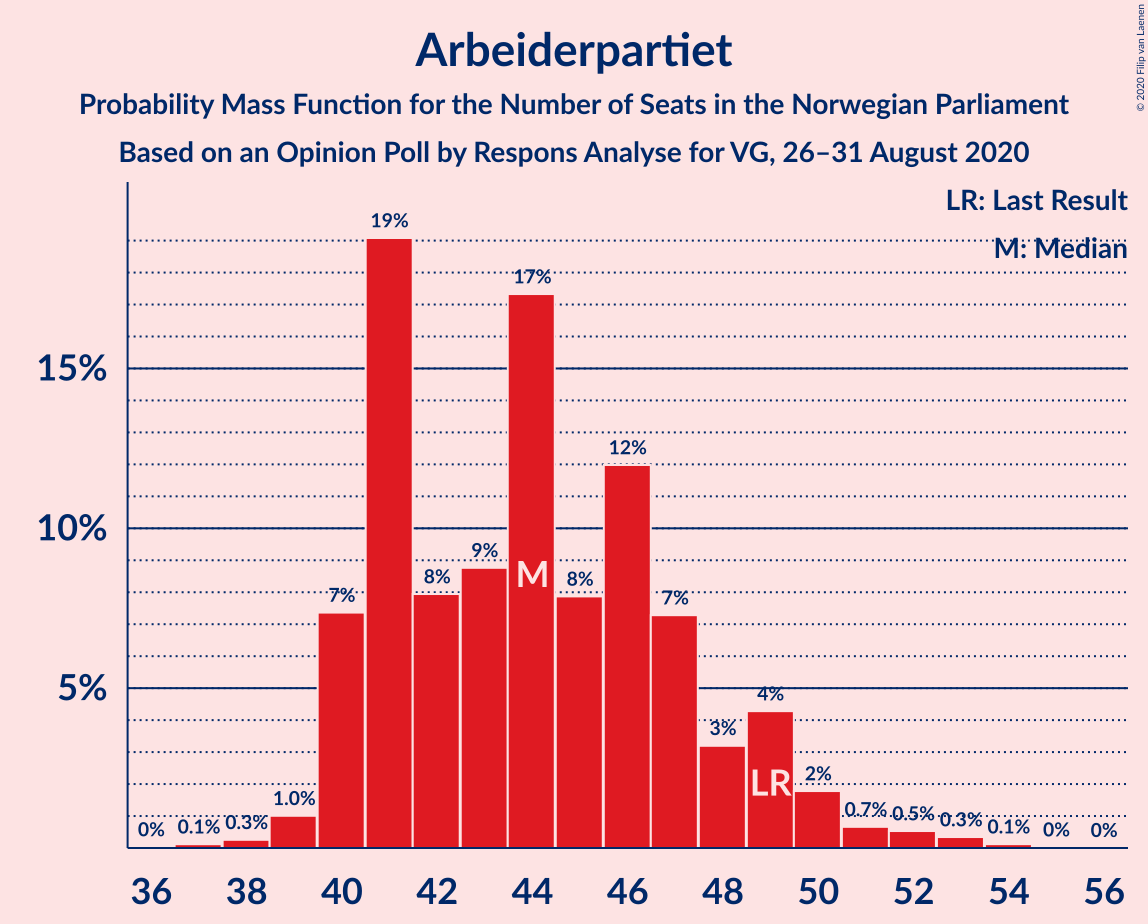 Arbeiderpartiet
Probability Mass Function for the Number of Seats in the Norwegian Parliament
Based on an Opinion Poll by Respons Analyse for VG, 26–31 August 2020
© 2020 Filip van Laenen
LR: Last Result
M: Median
15%
10%
5%
0%
0.1%
0.3%
1.0%
7%
19%
8%
9%
17%
M
8%
12%
7%
3%
4%
LR
2%
0.7%
0.5%
0.3%
0.1%
0%
0%
36 38 40 42 44 46 48 50 52 54 56